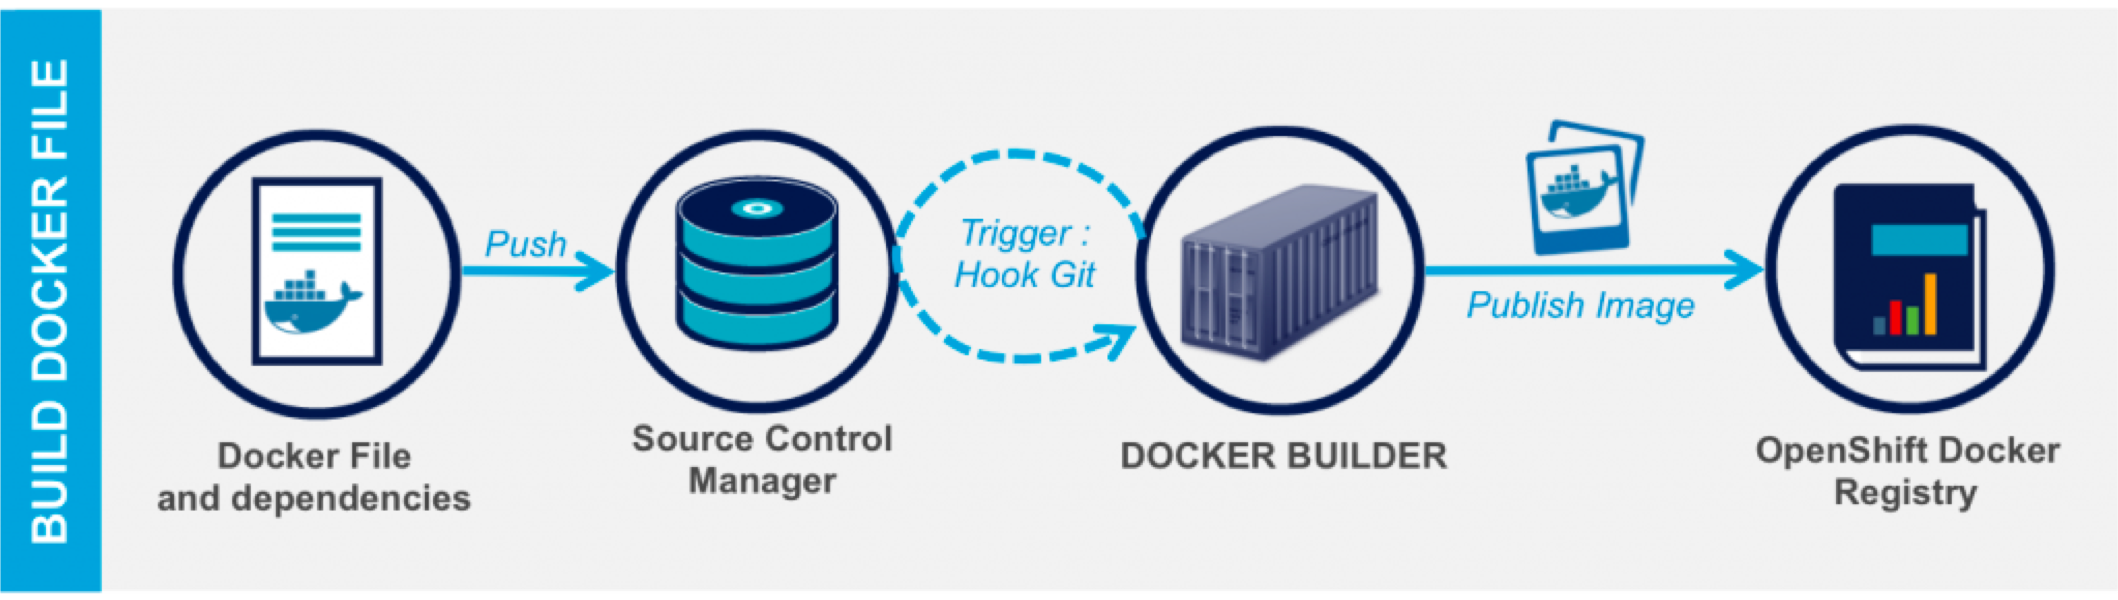 BUILD DOCKER FILE
Push
Trigger :
Hook Git
Publish Image
Docker File
and dependencies
Source Control
Manager
DOCKER BUILDER
OpenShift Docker
Registry